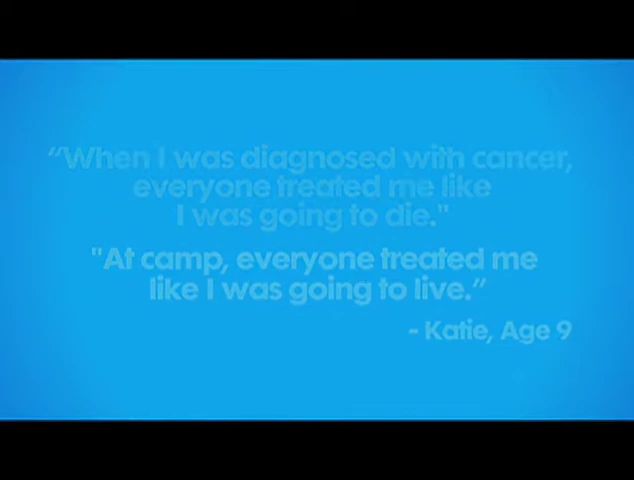 “When I was diagnosed with cancer,
everyone treated me like
I was going to die."
"At camp, everyone treated me
like I was going to live.”
- Katie, Age 9